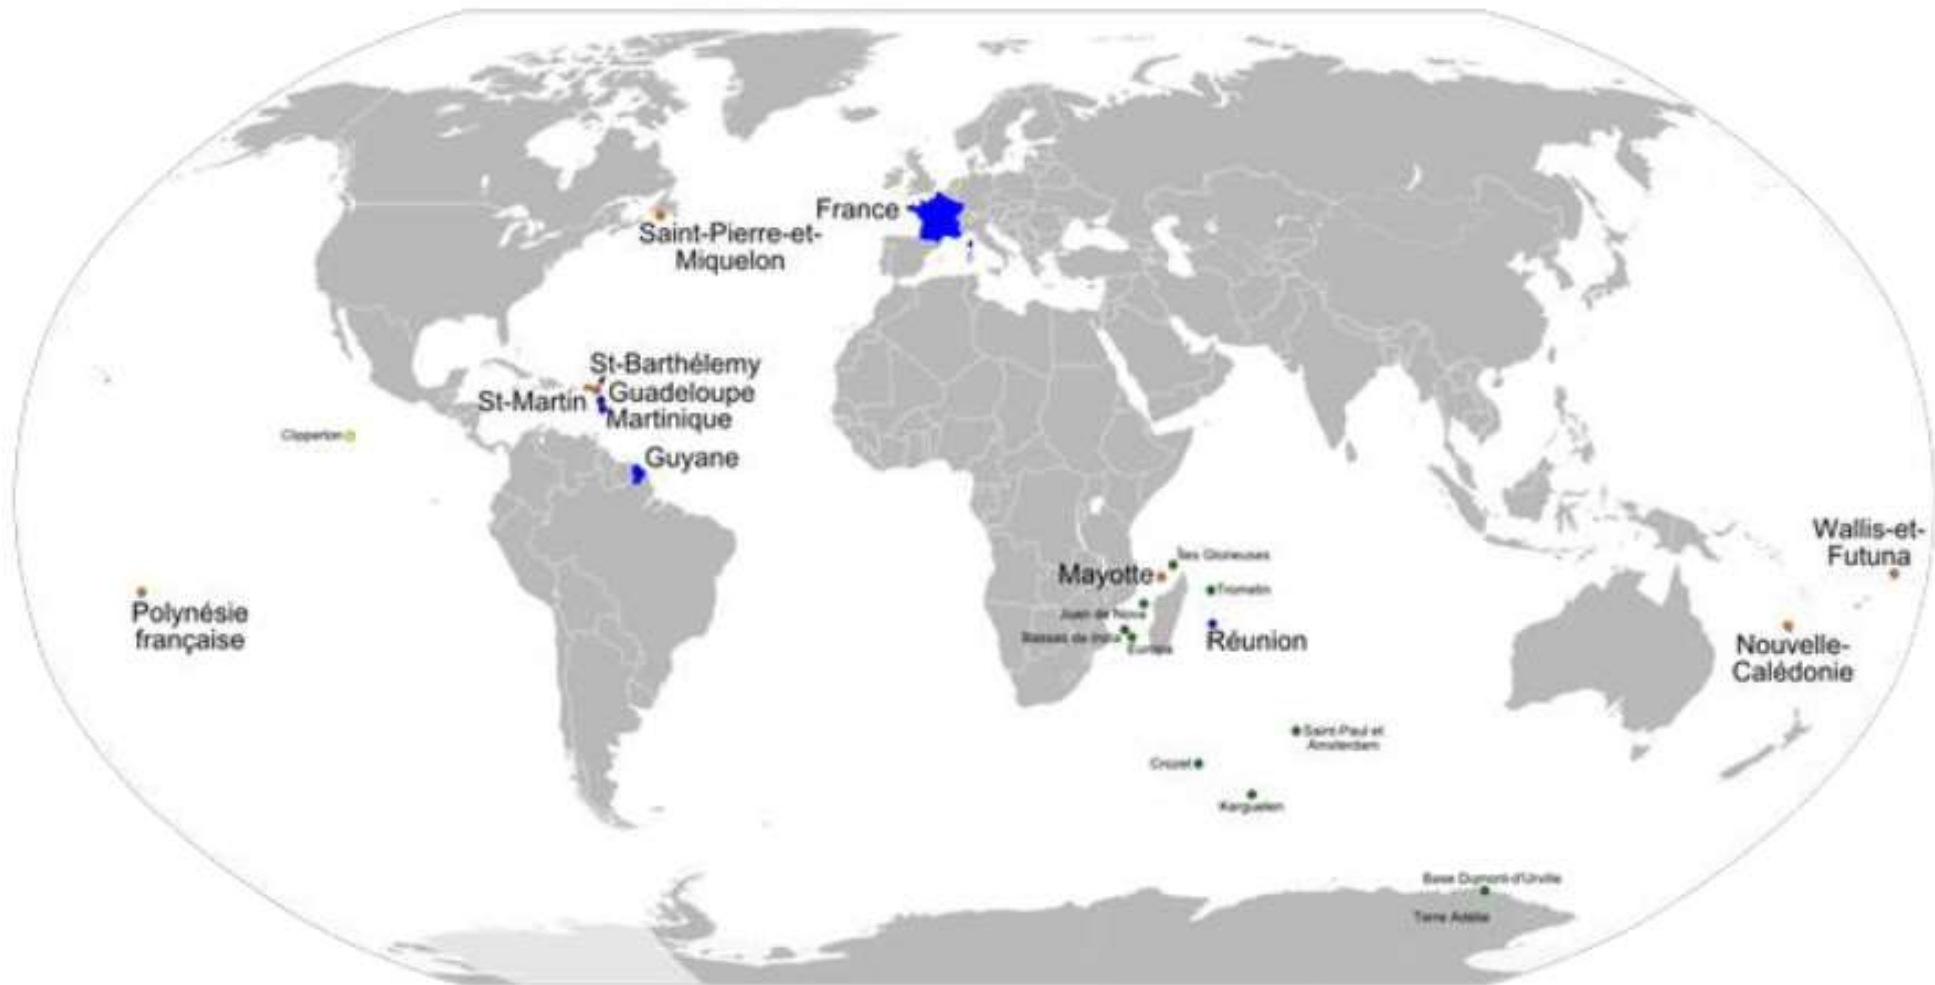 France
Saint-Pierre-et-
Miquelon
St-Barthélemy
St-Martin
Guadeloupe
Martinique
Clipperton
Guyane
Wallis-et-
Futuna
Îles Glorieuses
Mayotte
Tromelin
Polynésie
française
Juan de Nova
Bassas de India
Europa
Réunion
Nouvelle-
Calédonie
Saint-Paul et
Amsterdam
Crozet
Kerguelen
Base Dumont-d'Urville
Terre Adélie